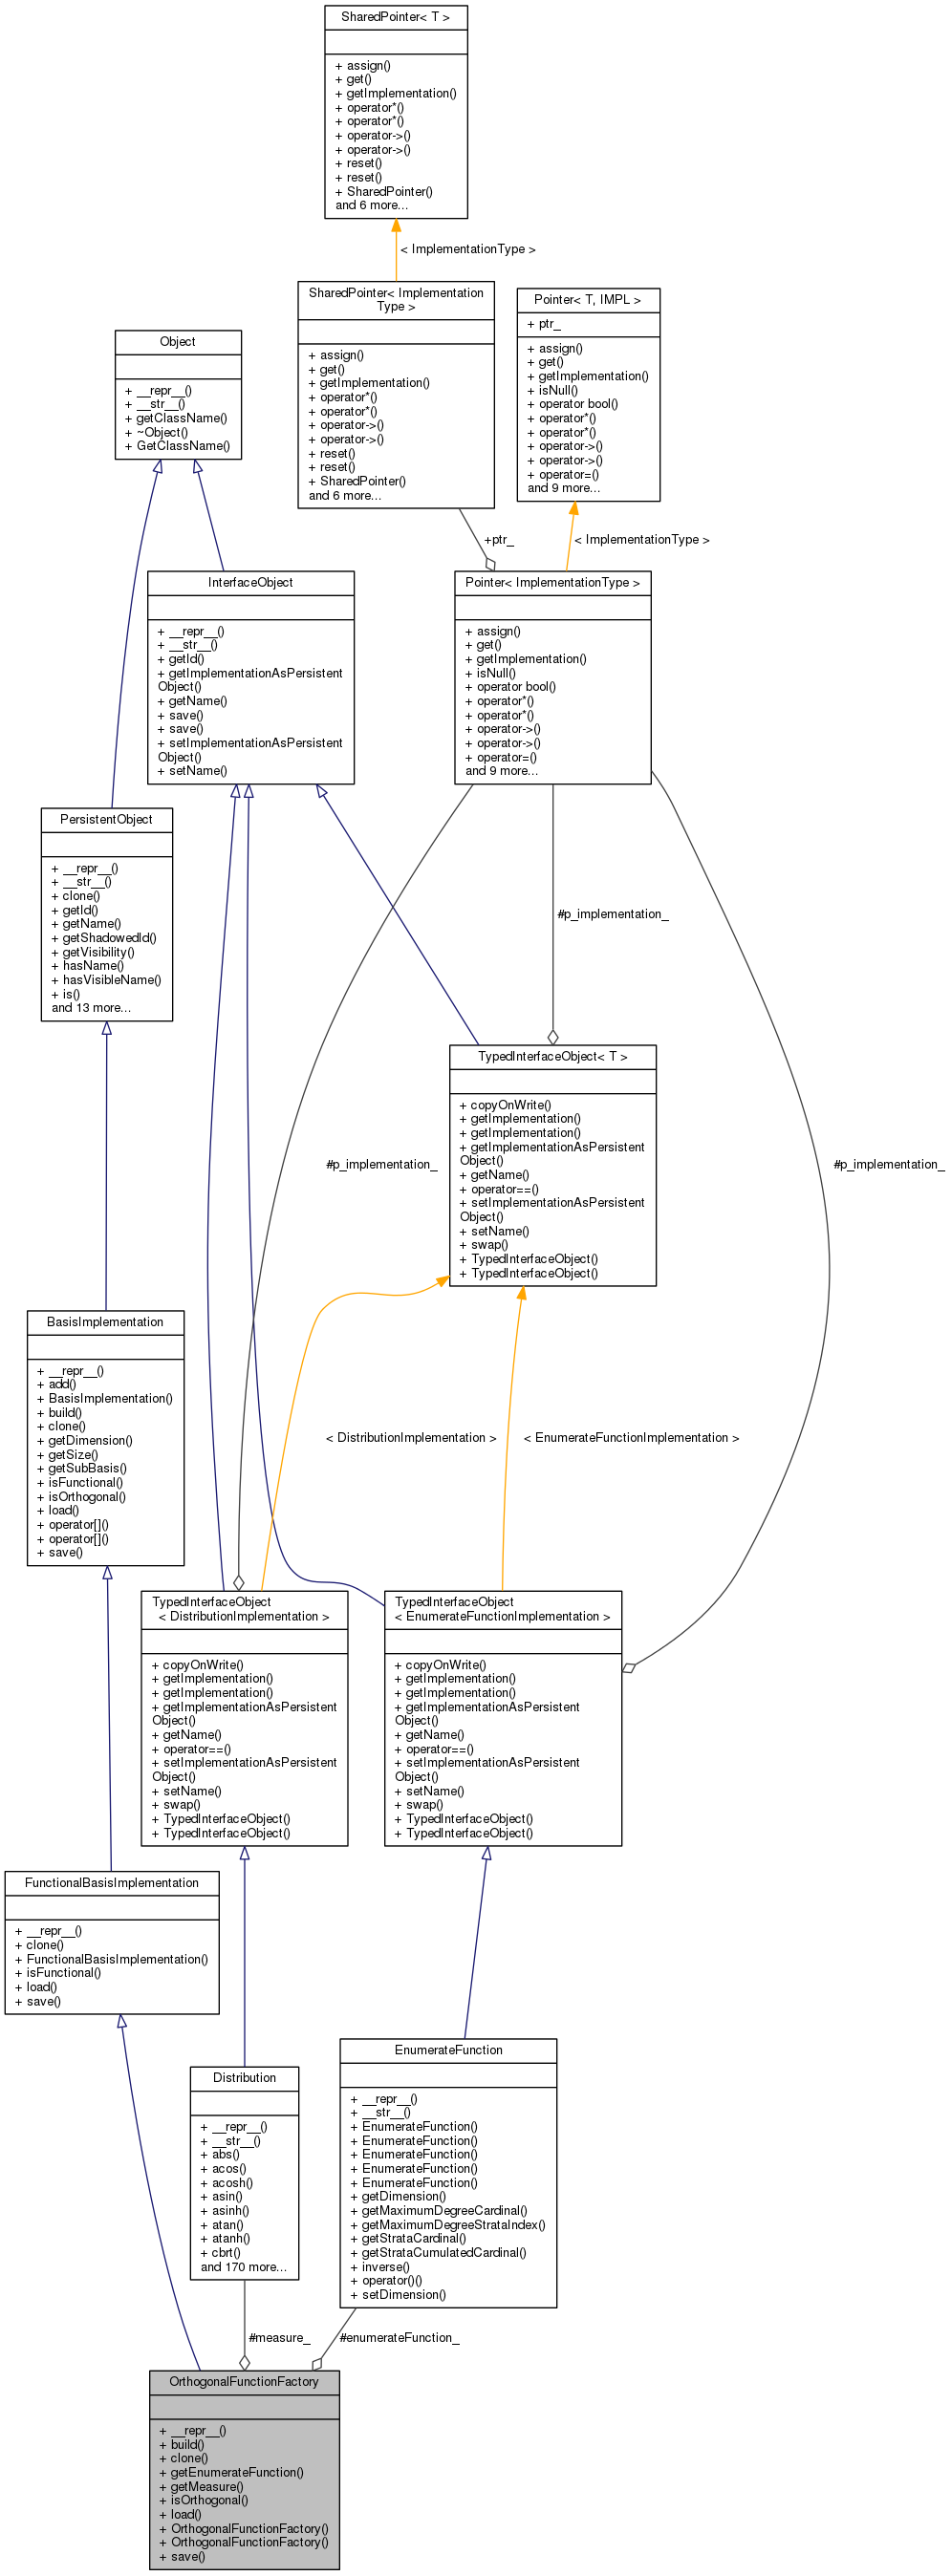 SharedPointer< T >
+ assign()
+ get()
+ getImplementation()
+ operator*()
+ operator*()
+ operator->()
+ operator->()
+ reset()
+ reset()
+ SharedPointer()
and 6 more...
< ImplementationType >
SharedPointer< Implementation
Type >
+ assign()
+ get()
+ getImplementation()
+ operator*()
+ operator*()
+ operator->()
+ operator->()
+ reset()
+ reset()
+ SharedPointer()
and 6 more...
Pointer< T, IMPL >
+ ptr_
+ assign()
+ get()
+ getImplementation()
+ isNull()
+ operator bool()
+ operator*()
+ operator*()
+ operator->()
+ operator->()
+ operator=()
and 9 more...
Object
+ __repr__()
+ __str__()
+ getClassName()
+ ~Object()
+ GetClassName()
+ptr_
< ImplementationType >
InterfaceObject
+ __repr__()
+ __str__()
+ getId()
+ getImplementationAsPersistent
Object()
+ getName()
+ save()
+ save()
+ setImplementationAsPersistent
Object()
+ setName()
Pointer< ImplementationType >
+ assign()
+ get()
+ getImplementation()
+ isNull()
+ operator bool()
+ operator*()
+ operator*()
+ operator->()
+ operator->()
+ operator=()
and 9 more...
PersistentObject
+ __repr__()
+ __str__()
+ clone()
+ getId()
+ getName()
+ getShadowedId()
+ getVisibility()
+ hasName()
+ hasVisibleName()
+ is()
and 13 more...
#p_implementation_
TypedInterfaceObject< T >
+ copyOnWrite()
+ getImplementation()
+ getImplementation()
+ getImplementationAsPersistent
Object()
+ getName()
+ operator==()
+ setImplementationAsPersistent
Object()
+ setName()
+ swap()
+ TypedInterfaceObject()
+ TypedInterfaceObject()
#p_implementation_
#p_implementation_
BasisImplementation
+ __repr__()
+ add()
+ BasisImplementation()
+ build()
+ clone()
+ getDimension()
+ getSize()
+ getSubBasis()
+ isFunctional()
+ isOrthogonal()
+ load()
+ operator[]()
+ operator[]()
+ save()
< DistributionImplementation >
< EnumerateFunctionImplementation >
TypedInterfaceObject
< DistributionImplementation >
+ copyOnWrite()
+ getImplementation()
+ getImplementation()
+ getImplementationAsPersistent
Object()
+ getName()
+ operator==()
+ setImplementationAsPersistent
Object()
+ setName()
+ swap()
+ TypedInterfaceObject()
+ TypedInterfaceObject()
TypedInterfaceObject
< EnumerateFunctionImplementation >
+ copyOnWrite()
+ getImplementation()
+ getImplementation()
+ getImplementationAsPersistent
Object()
+ getName()
+ operator==()
+ setImplementationAsPersistent
Object()
+ setName()
+ swap()
+ TypedInterfaceObject()
+ TypedInterfaceObject()
FunctionalBasisImplementation
+ __repr__()
+ clone()
+ FunctionalBasisImplementation()
+ isFunctional()
+ load()
+ save()
Distribution
+ __repr__()
+ __str__()
+ abs()
+ acos()
+ acosh()
+ asin()
+ asinh()
+ atan()
+ atanh()
+ cbrt()
and 170 more...
EnumerateFunction
+ __repr__()
+ __str__()
+ EnumerateFunction()
+ EnumerateFunction()
+ EnumerateFunction()
+ EnumerateFunction()
+ EnumerateFunction()
+ getDimension()
+ getMaximumDegreeCardinal()
+ getMaximumDegreeStrataIndex()
+ getStrataCardinal()
+ getStrataCumulatedCardinal()
+ inverse()
+ operator()()
+ setDimension()
#measure_
#enumerateFunction_
OrthogonalFunctionFactory
+ __repr__()
+ build()
+ clone()
+ getEnumerateFunction()
+ getMeasure()
+ isOrthogonal()
+ load()
+ OrthogonalFunctionFactory()
+ OrthogonalFunctionFactory()
+ save()